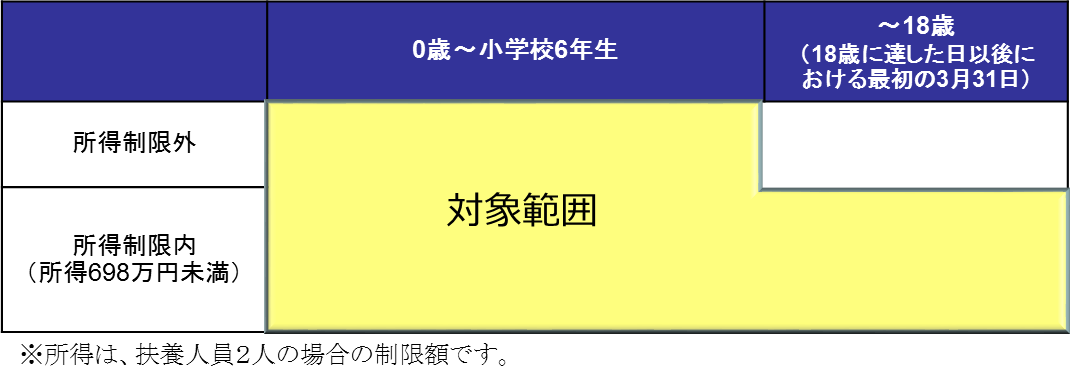 0歳～小学校6年生
～18歳
（18歳に達した日以後に
おける最初の3月31日）
所得制限外
対象範囲
所得制限内
（所得698万円未満）
※所得は、扶養人員２人の場合の制限額です。